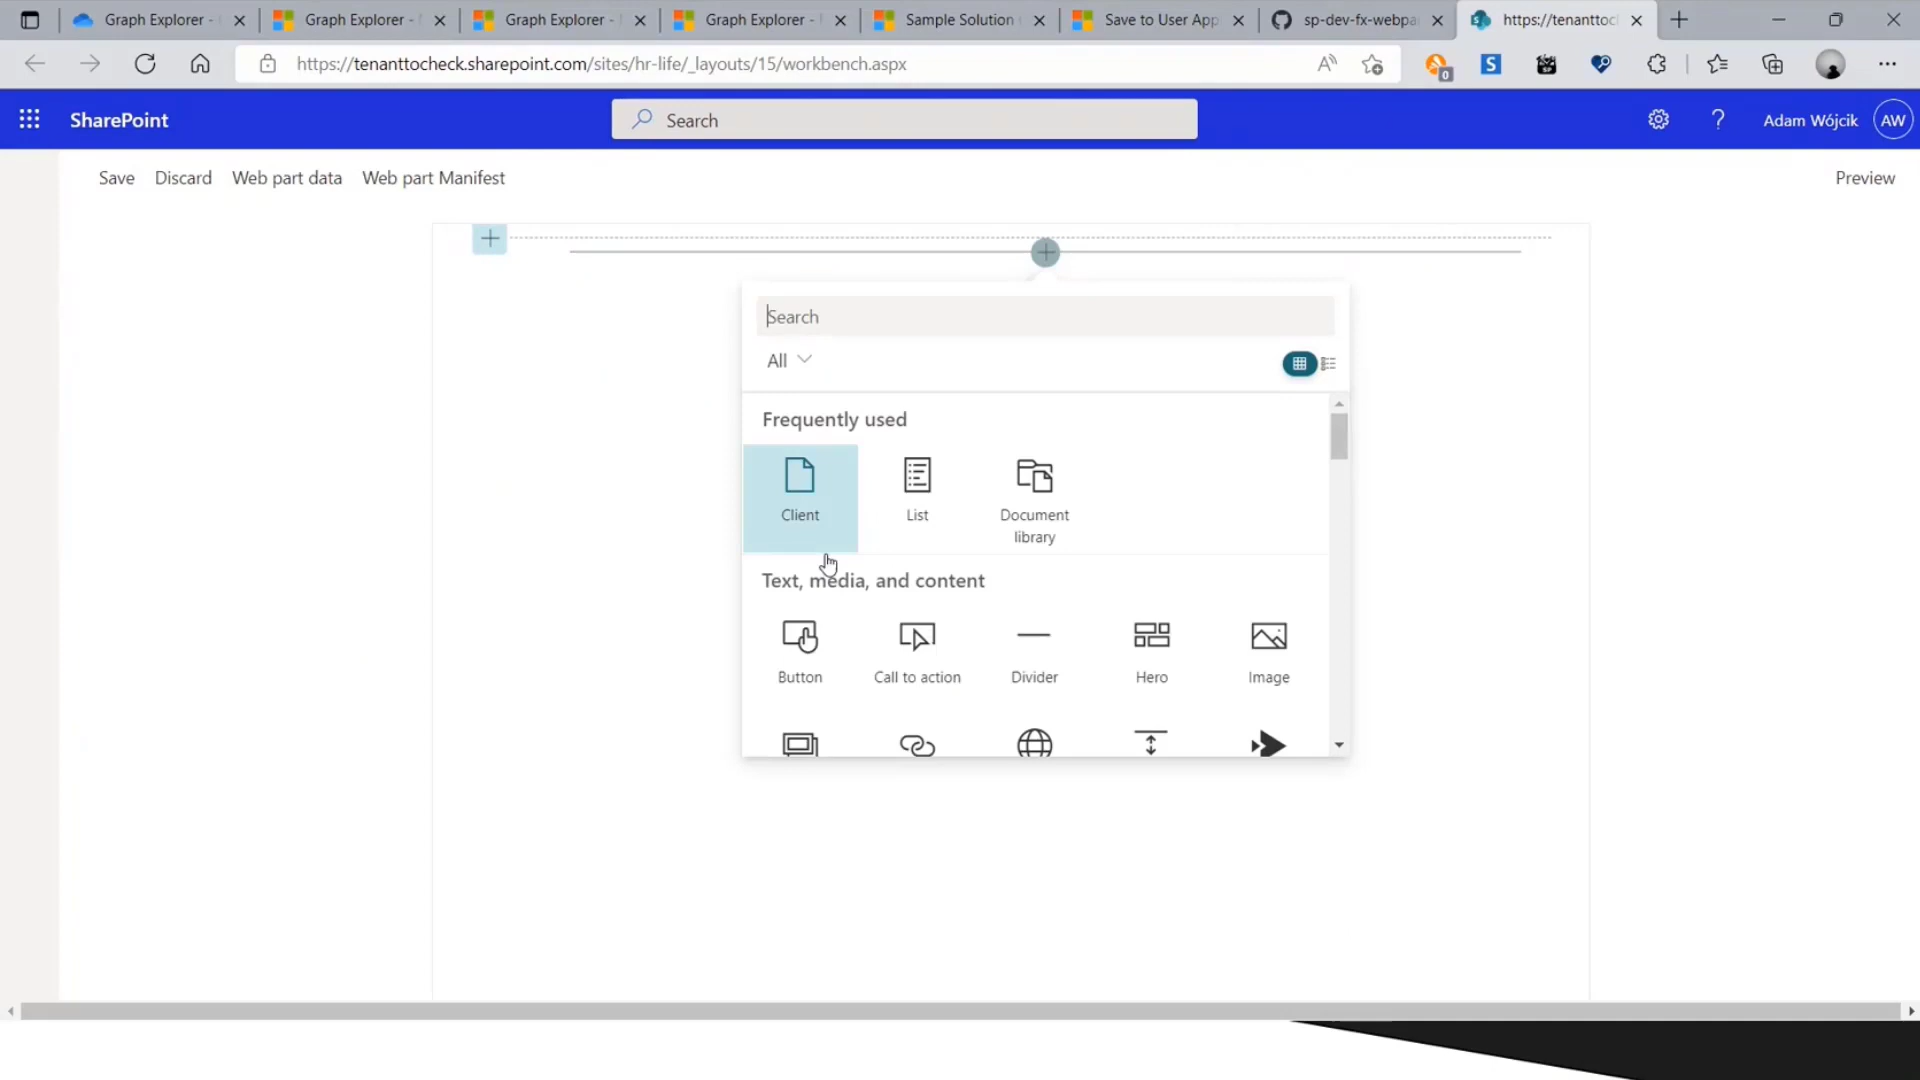 Graph Explorer -
Graph Explorer -
Graph Explorer -
Graph Explorer -
Sample Solution
Save to User App
sp-dev-fx-webpa
https://tenanttoc
https://tenanttocheck.sharepoint.com/sites/hr-life/_layouts/15/workbench.aspx
0
S
SharePoint
Search
?
Adam Wójcik
AW
Save
Discard
Web part data
Web part Manifest
Preview
Search
All
Frequently used
Client
List
Document
library
Text, media, and content
Button
Call to action
Divider
Hero
Image